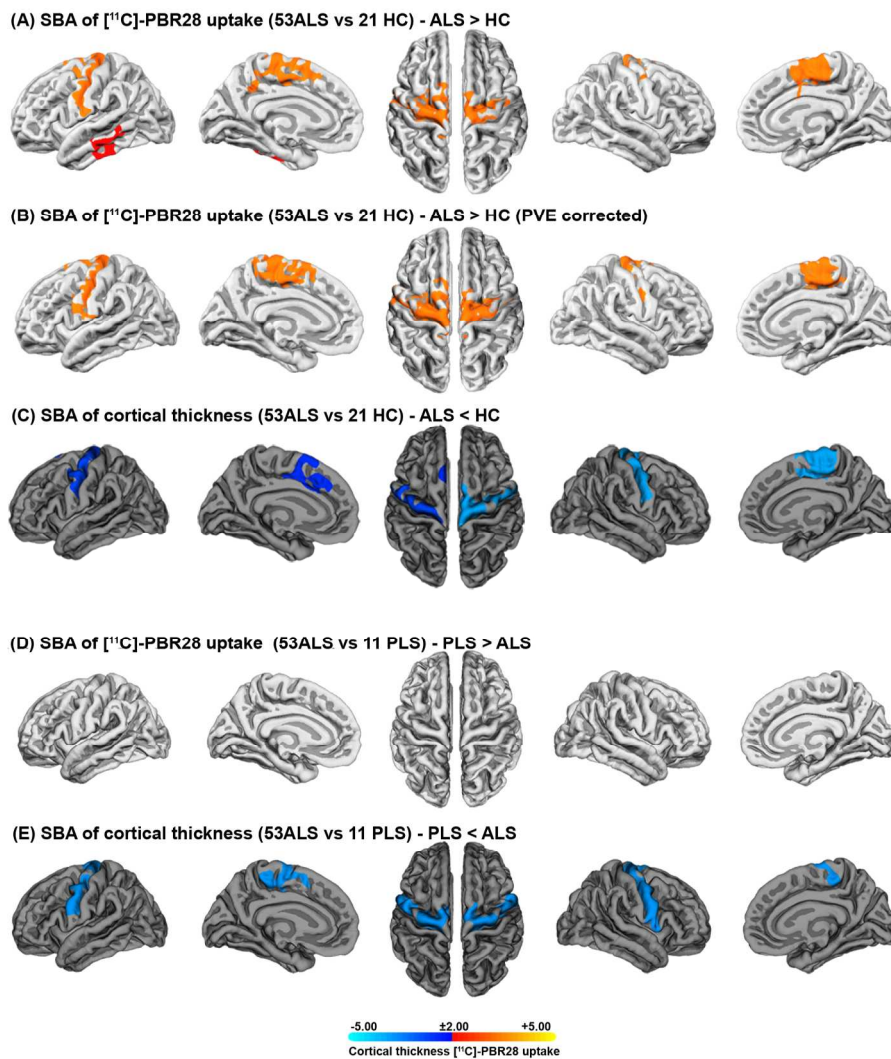 (A) SBA of [¹¹C]-PBR28 uptake (53ALS vs 21 HC) - ALS > HC
(B) SBA of [¹¹C]-PBR28 uptake (53ALS vs 21 HC) - ALS > HC (PVE corrected)
(C) SBA of cortical thickness (53ALS vs 21 HC) - ALS < HC
(D) SBA of [¹¹C]-PBR28 uptake (53ALS vs 11 PLS) - PLS > ALS
(E) SBA of cortical thickness (53ALS vs 11 PLS) - PLS < ALS
-5.00 ±2.00 +5.00
Cortical thickness [¹¹C]-PBR28 uptake